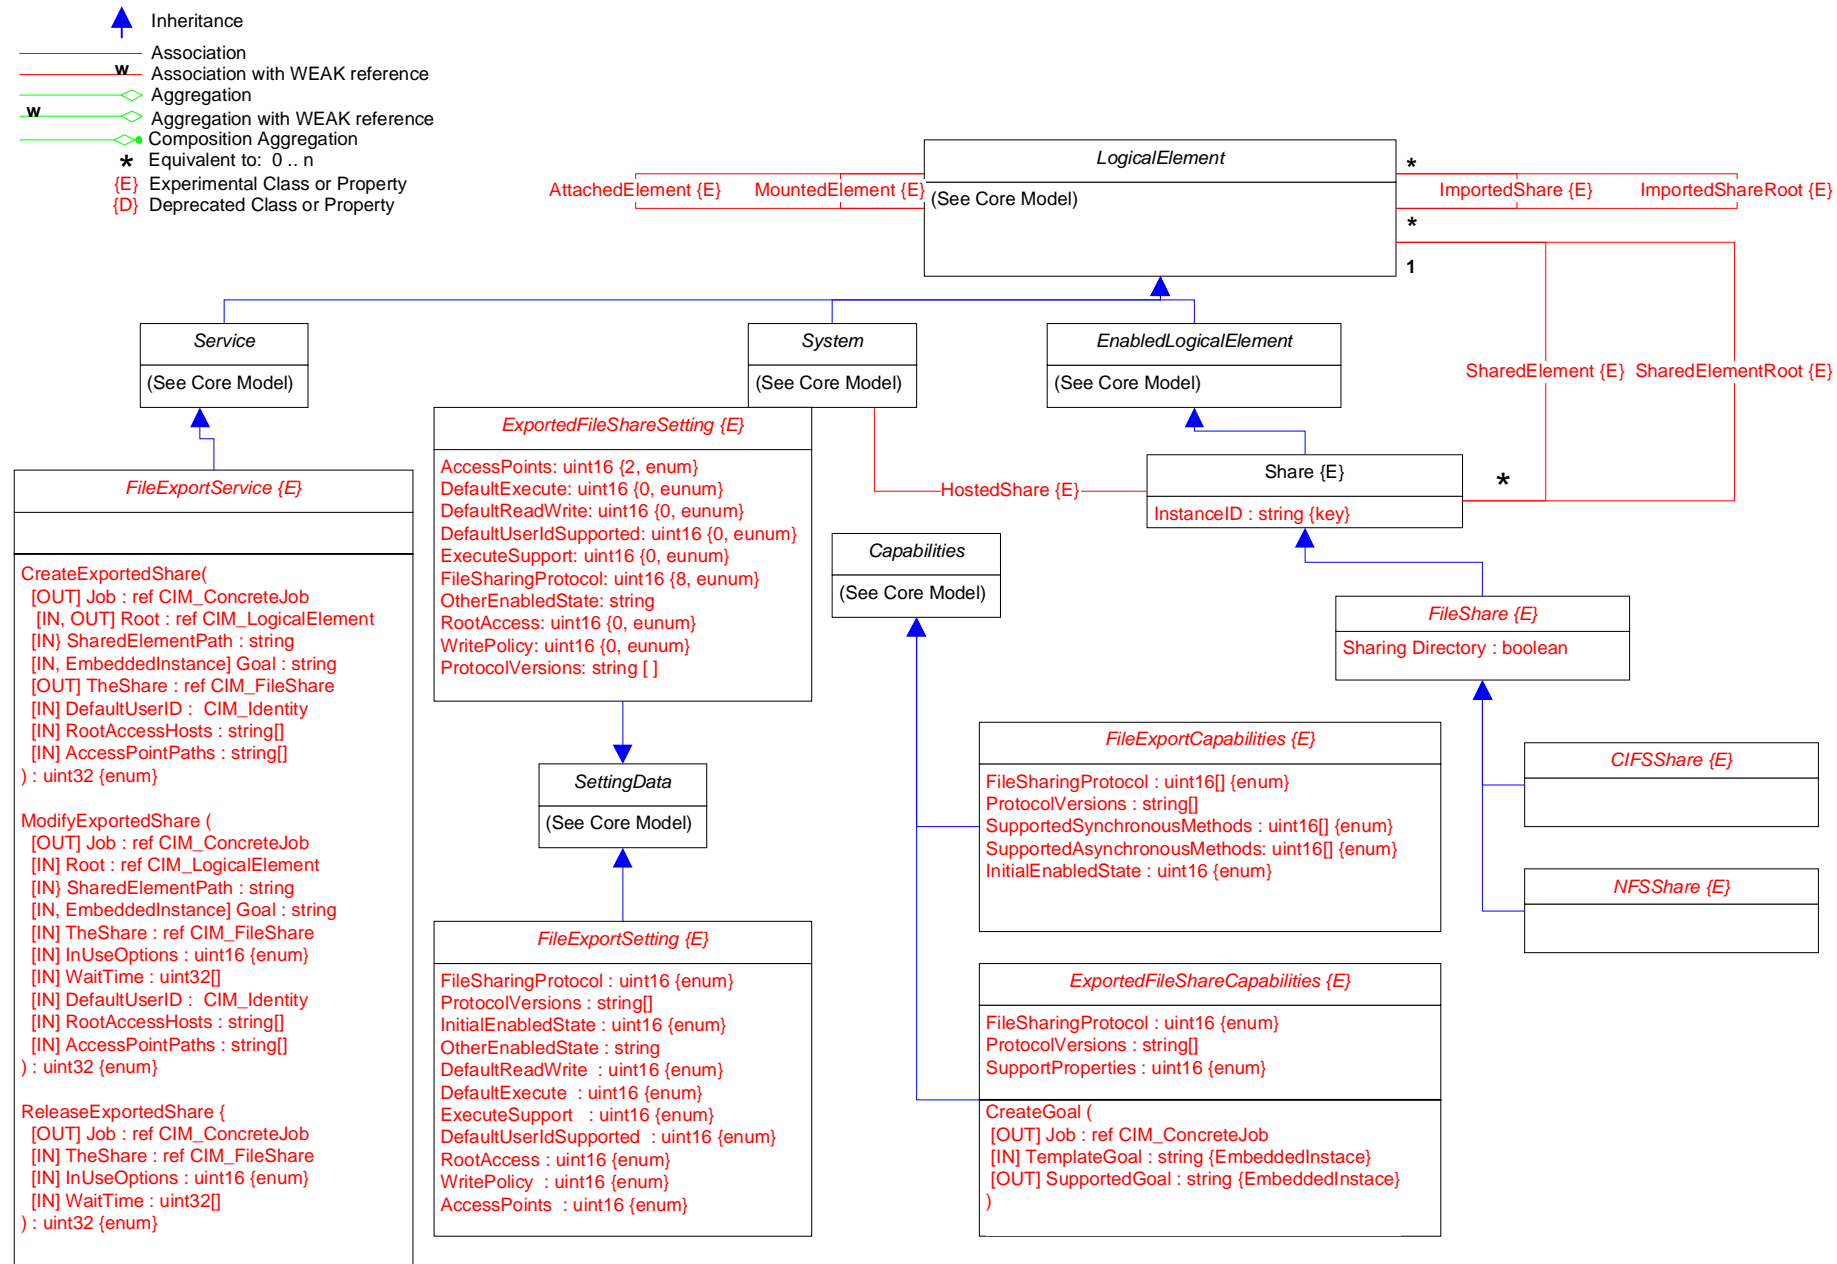 Inheritance
Association
w
Association with WEAK reference
Aggregation
w
Aggregation with WEAK reference
Composition Aggregation
* Equivalent to: 0 .. n
{E} Experimental Class or Property
{D} Deprecated Class or Property
LogicalElement
(See Core Model)
AttachedElement {E}
MountedElement {E}
*
ImportedShare {E}
ImportedShareRoot {E}
*
1
SharedElement {E}
SharedElementRoot {E}
*
Service
(See Core Model)
System
(See Core Model)
EnabledLogicalElement
(See Core Model)
HostedShare {E}
Share {E}
InstanceID : string {key}
FileExportService {E}
CreateExportedShare(
[OUT] Job : ref CIM_ConcreteJob
[IN, OUT] Root : ref CIM_LogicalElement
[IN} SharedElementPath : string
[IN, EmbeddedInstance] Goal : string
[OUT] TheShare : ref CIM_FileShare
[IN] DefaultUserID :  CIM_Identity
[IN] RootAccessHosts : string[]
[IN] AccessPointPaths : string[]
) : uint32 {enum}
ModifyExportedShare (
[OUT] Job : ref CIM_ConcreteJob
[IN] Root : ref CIM_LogicalElement
[IN} SharedElementPath : string
[IN, EmbeddedInstance] Goal : string
[IN] TheShare : ref CIM_FileShare
[IN] InUseOptions : uint16 {enum}
[IN] WaitTime : uint32[]
[IN] DefaultUserID :  CIM_Identity
[IN] RootAccessHosts : string[]
[IN] AccessPointPaths : string[]
) : uint32 {enum}
ReleaseExportedShare {
[OUT] Job : ref CIM_ConcreteJob
[IN] TheShare : ref CIM_FileShare
[IN] InUseOptions : uint16 {enum}
[IN] WaitTime : uint32[]
) : uint32 {enum}
ExportedFileShareSetting {E}
AccessPoints: uint16 {2, enum}
DefaultExecute: uint16 {0, eunum}
DefaultReadWrite: uint16 {0, eunum}
DefaultUserIdSupported: uint16 {0, eunum}
ExecuteSupport: uint16 {0, eunum}
FileSharingProtocol: uint16 {8, eunum}
OtherEnabledState: string
RootAccess: uint16 {0, eunum}
WritePolicy: uint16 {0, eunum}
ProtocolVersions: string [ ]
SettingData
(See Core Model)
FileExportSetting {E}
FileSharingProtocol : uint16 {enum}
ProtocolVersions : string[]
InitialEnabledState : uint16 {enum}
OtherEnabledState : string
DefaultReadWrite  : uint16 {enum}
DefaultExecute  : uint16 {enum}
ExecuteSupport   : uint16 {enum}
DefaultUserIdSupported  : uint16 {enum}
RootAccess : uint16 {enum}
WritePolicy  : uint16 {enum}
AccessPoints  : uint16 {enum}
Capabilities
(See Core Model)
FileExportCapabilities {E}
FileSharingProtocol : uint16[] {enum}
ProtocolVersions : string[]
SupportedSynchronousMethods : uint16[] {enum}
SupportedAsynchronousMethods: uint16[] {enum}
InitialEnabledState : uint16 {enum}
ExportedFileShareCapabilities {E}
FileSharingProtocol : uint16 {enum}
ProtocolVersions : string[]
SupportProperties : uint16 {enum}
CreateGoal (
[OUT] Job : ref CIM_ConcreteJob
[IN] TemplateGoal : string {EmbeddedInstace}
[OUT] SupportedGoal : string {EmbeddedInstace}
)
FileShare {E}
Sharing Directory : boolean
CIFSShare {E}
NFSShare {E}